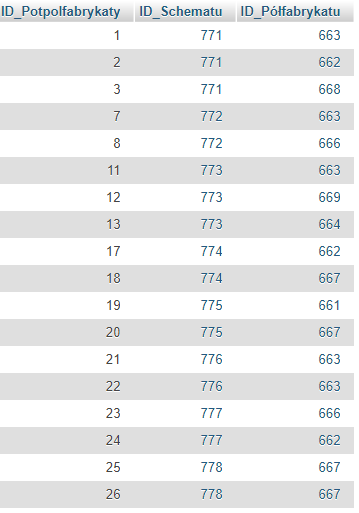 ID_Potpolfabrykaty ID_Schematu ID_Półfabrykatu
1 771 663
2 771 662
3 771 668
7 772 663
8 772 666
11 773 663
12 773 669
13 773 664
17 774 662
18 774 667
19 775 661
20 775 667
21 776 663
22 776 663
23 777 666
24 777 662
25 778 667
26 778 667